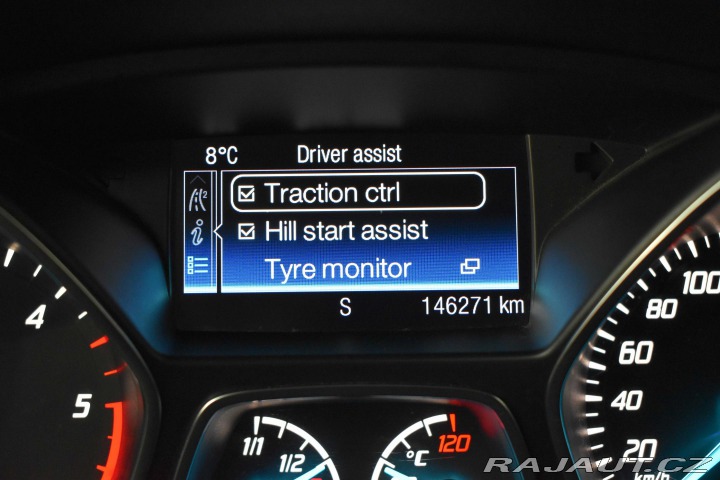 8°C Driver assist
Traction ctrl
Hill start assist
Tyre monitor
S 146271 km
4
5
1/1
1/2
120
°C
100
80
60
40
20
km/h
RAJAUT.CZ